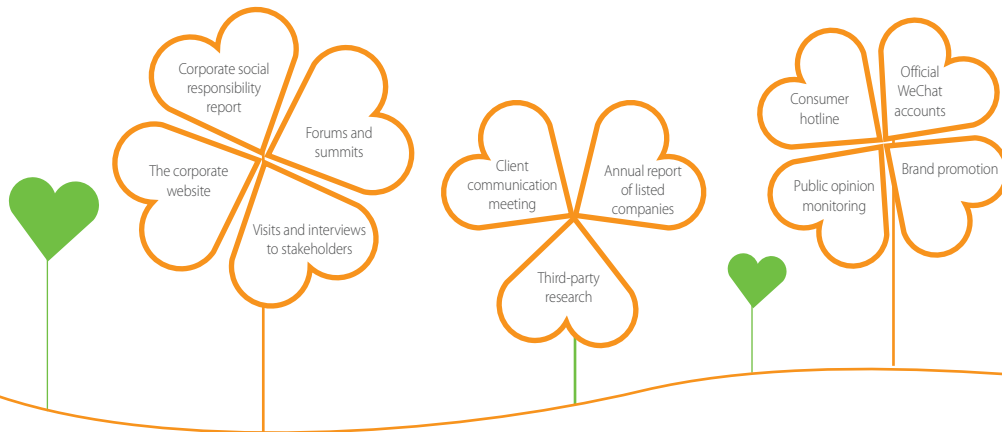 Corporate social
responsibility
report
Forums and
summits
The corporate
website
Visits and interviews
to stakeholders
Client
communication
meeting
Annual report
of listed
companies
Third-party
research
Consumer
hotline
Official
WeChat
accounts
Public opinion
monitoring
Brand promotion